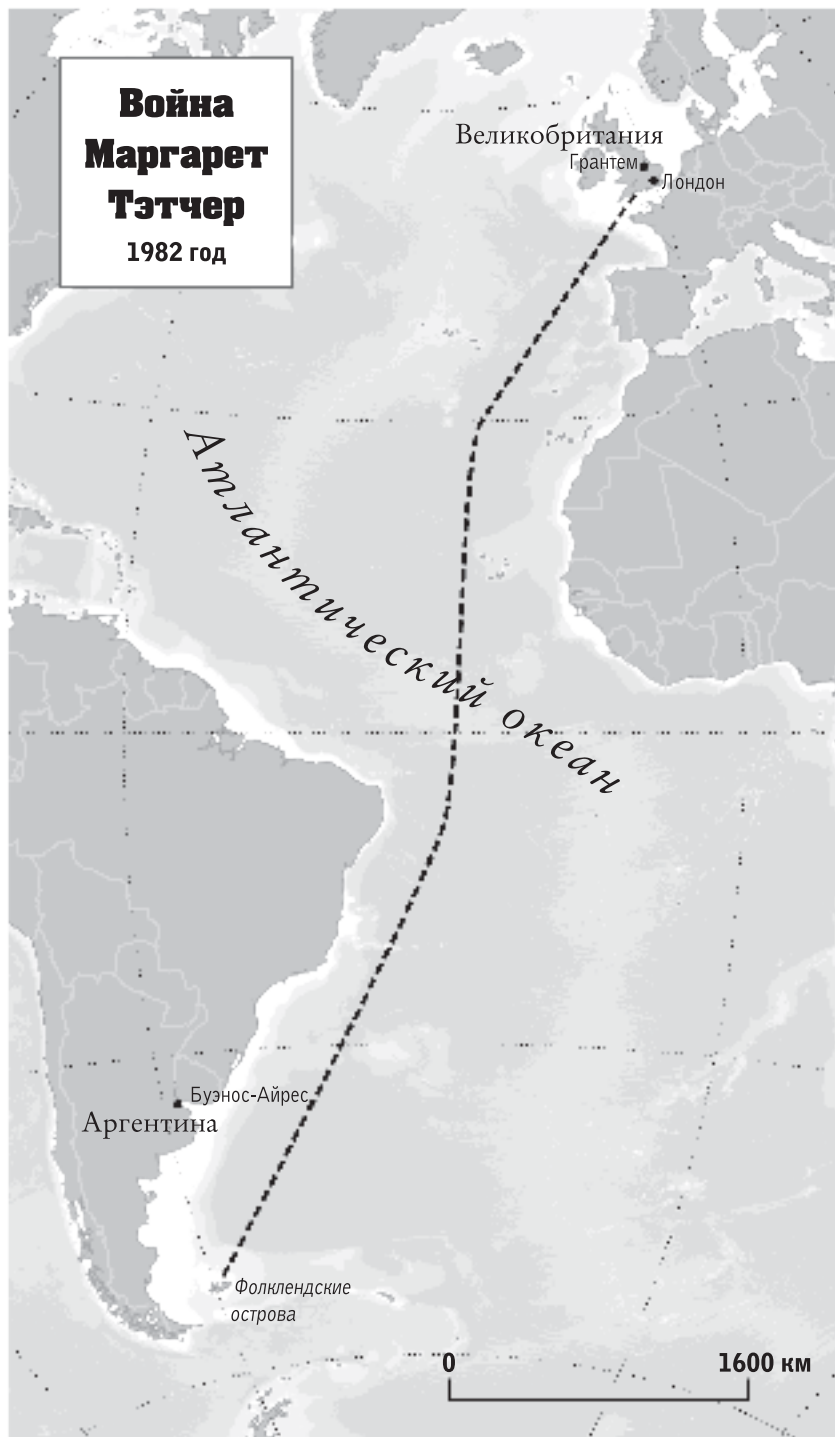 Война
Маргарет
Тэтчер
1982 год
Великобритания
Грантем
Лондон
Атлантический океан
Буэнос-Айрес
Аргентина
Фолклендские
острова
0
1600 км